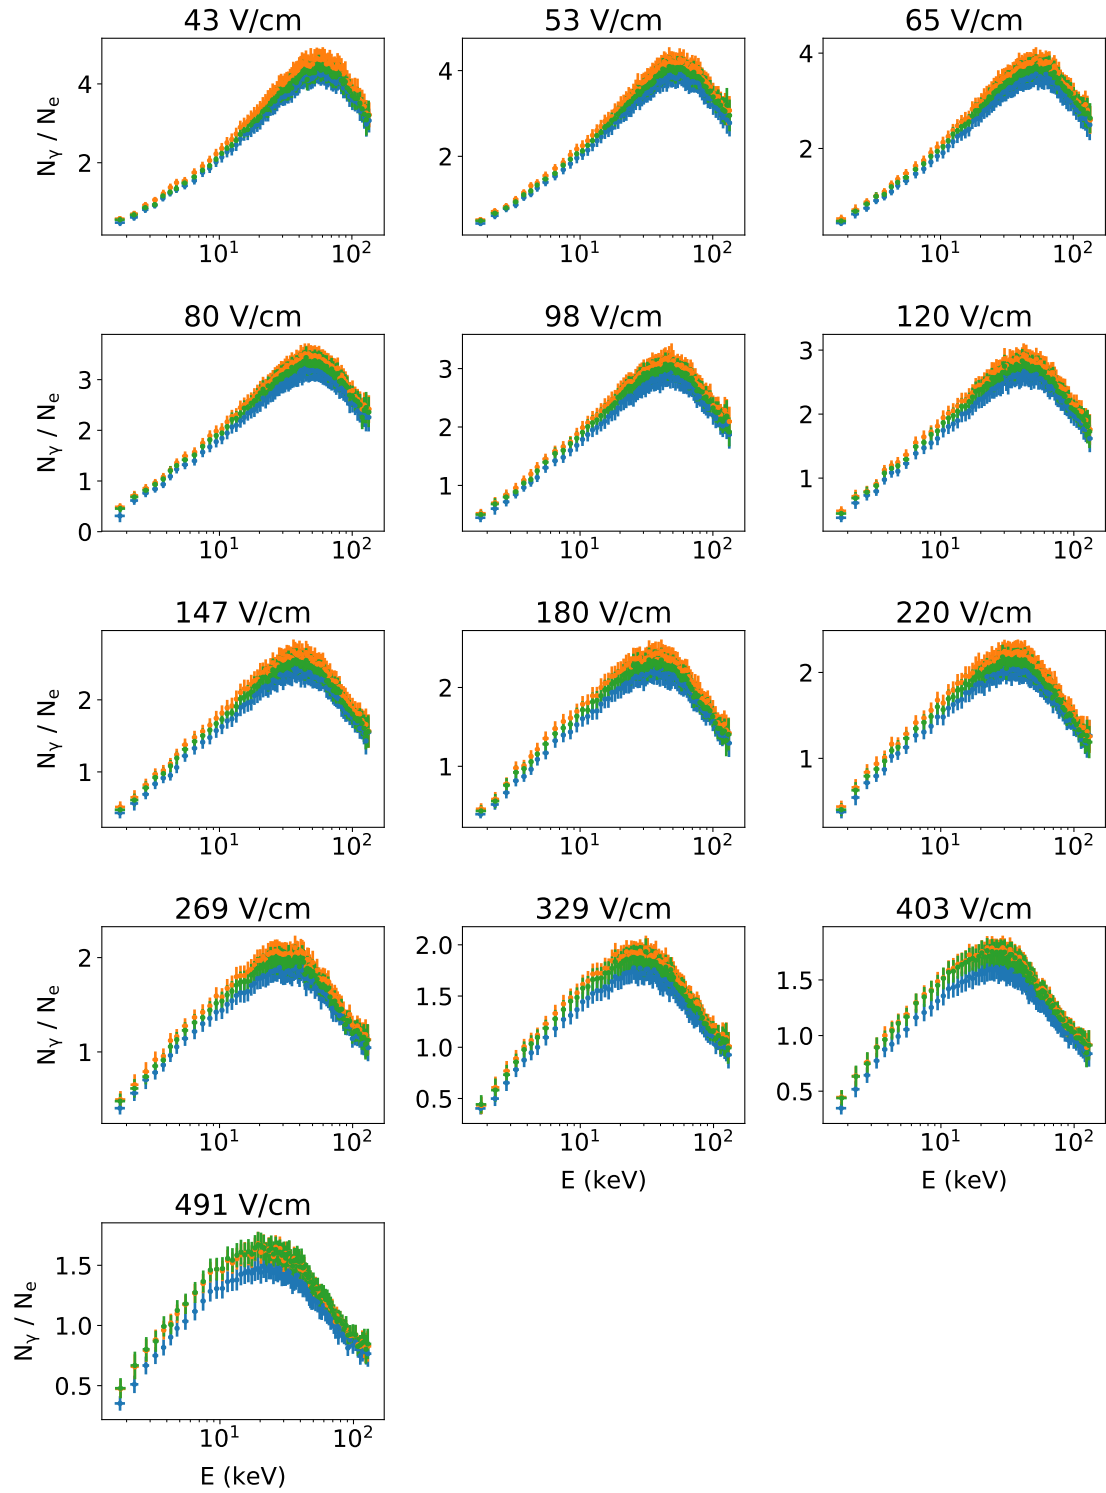 43 V/cm
53 V/cm
65 V/cm
N_γ / N_e
4
2
10^1
10^2
4
2
10^1
10^2
4
2
10^1
10^2
80 V/cm
98 V/cm
120 V/cm
N_γ / N_e
3
2
1
0
10^1
10^2
3
2
1
10^1
10^2
3
2
1
10^1
10^2
147 V/cm
180 V/cm
220 V/cm
N_γ / N_e
2
1
10^1
10^2
2
1
10^1
10^2
2
1
10^1
10^2
269 V/cm
329 V/cm
403 V/cm
N_γ / N_e
2
1
10^1
10^2
2.0
1.5
1.0
0.5
10^1
10^2
E (keV)
1.5
1.0
0.5
10^1
10^2
E (keV)
491 V/cm
N_γ / N_e
1.5
1.0
0.5
10^1
10^2
E (keV)